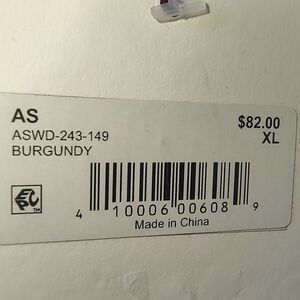 AS
$82.00
ASWD-243-149
XL
BURGUNDY
4 10006 00608 9
Made in China